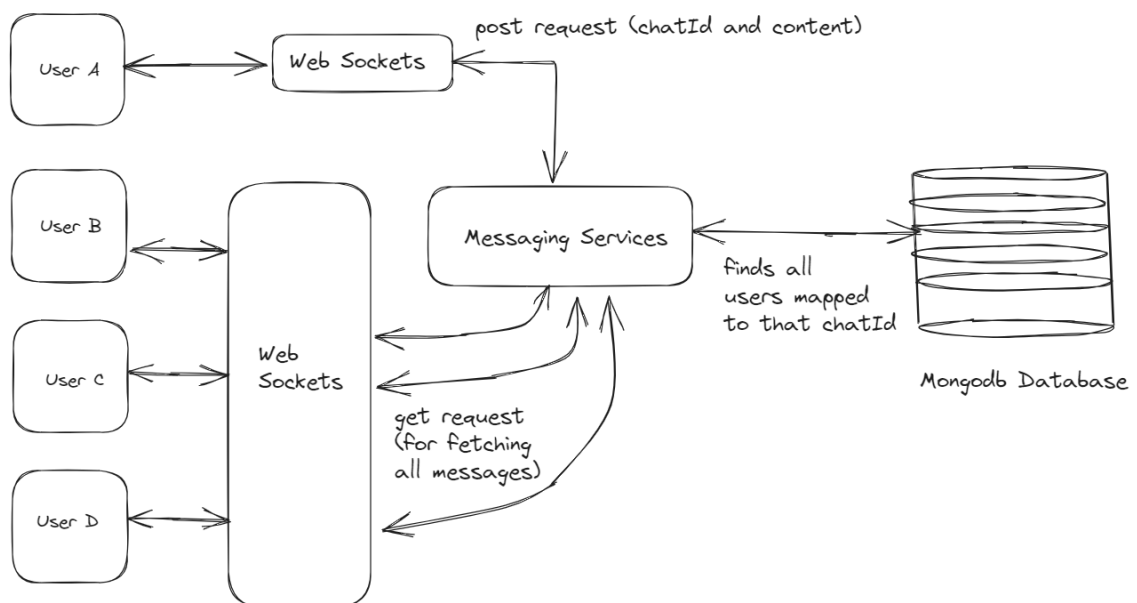 post request (chatId and content)
User A
Web Sockets
User B
Messaging Services
finds all
users mapped
to that chatId
Web
Sockets
User C
Mongodb Database
get request
(for fetching
all messages)
User D